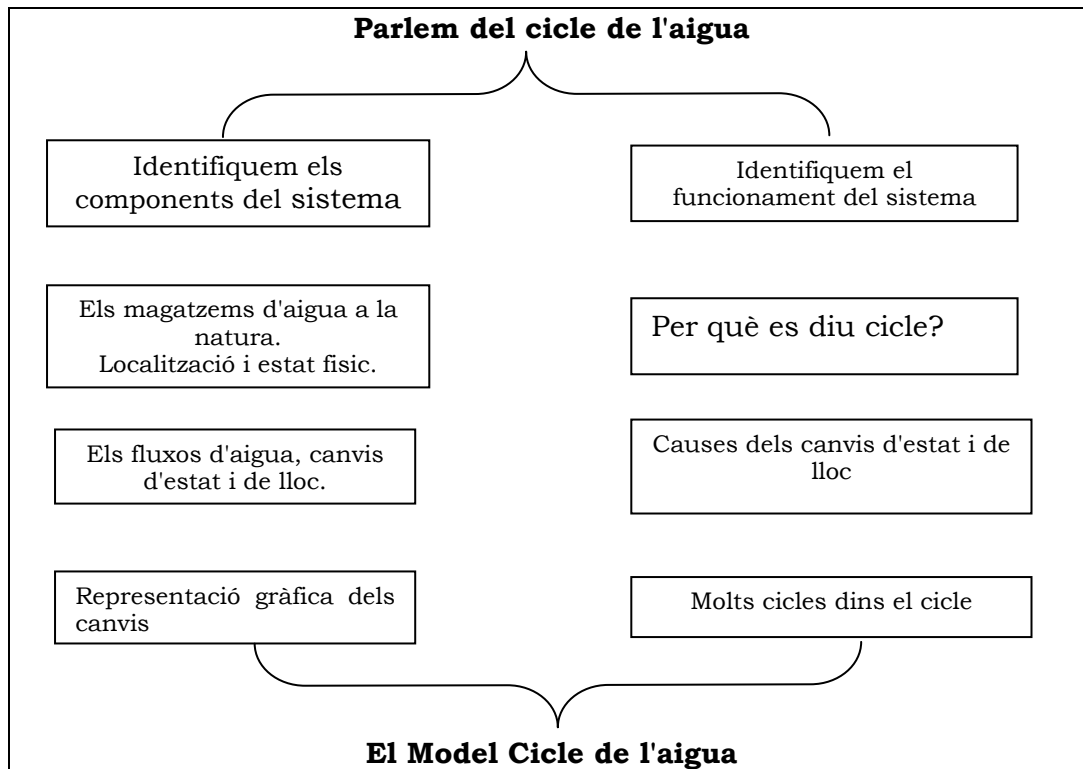 Parlem del cicle de l'aigua
Identifiquem els
components del sistema
Els magatzems d'aigua a la
natura.
Localització i estat fisic.
Els fluxos d'aigua, canvis
d'estat i de lloc.
Representació gràfica dels
canvis
Identifiquem el
funcionament del sistema
Per què es diu cicle?
Causes dels canvis d'estat i de
lloc
Molts cicles dins el cicle
El Model Cicle de l'aigua